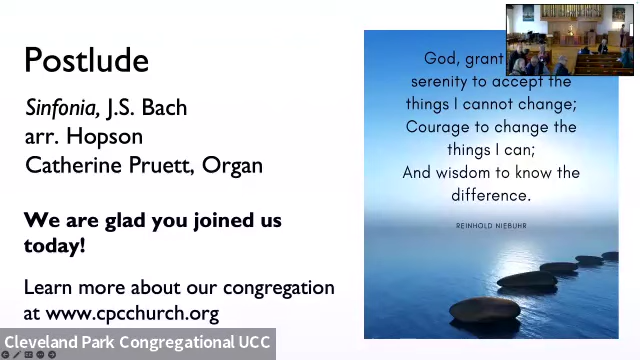 Postlude
Sinfonia, J.S. Bach
arr. Hopson
Catherine Pruett, Organ
We are glad you joined us
today!
Learn more about our congregation
at www.cpcchurch.org
God, grant
serenity to accept the
things I cannot change;
Courage to change the
things I can;
And wisdom to know the
difference.
REINHOLD NIEBUHR
Cleveland Park Congregational UCC